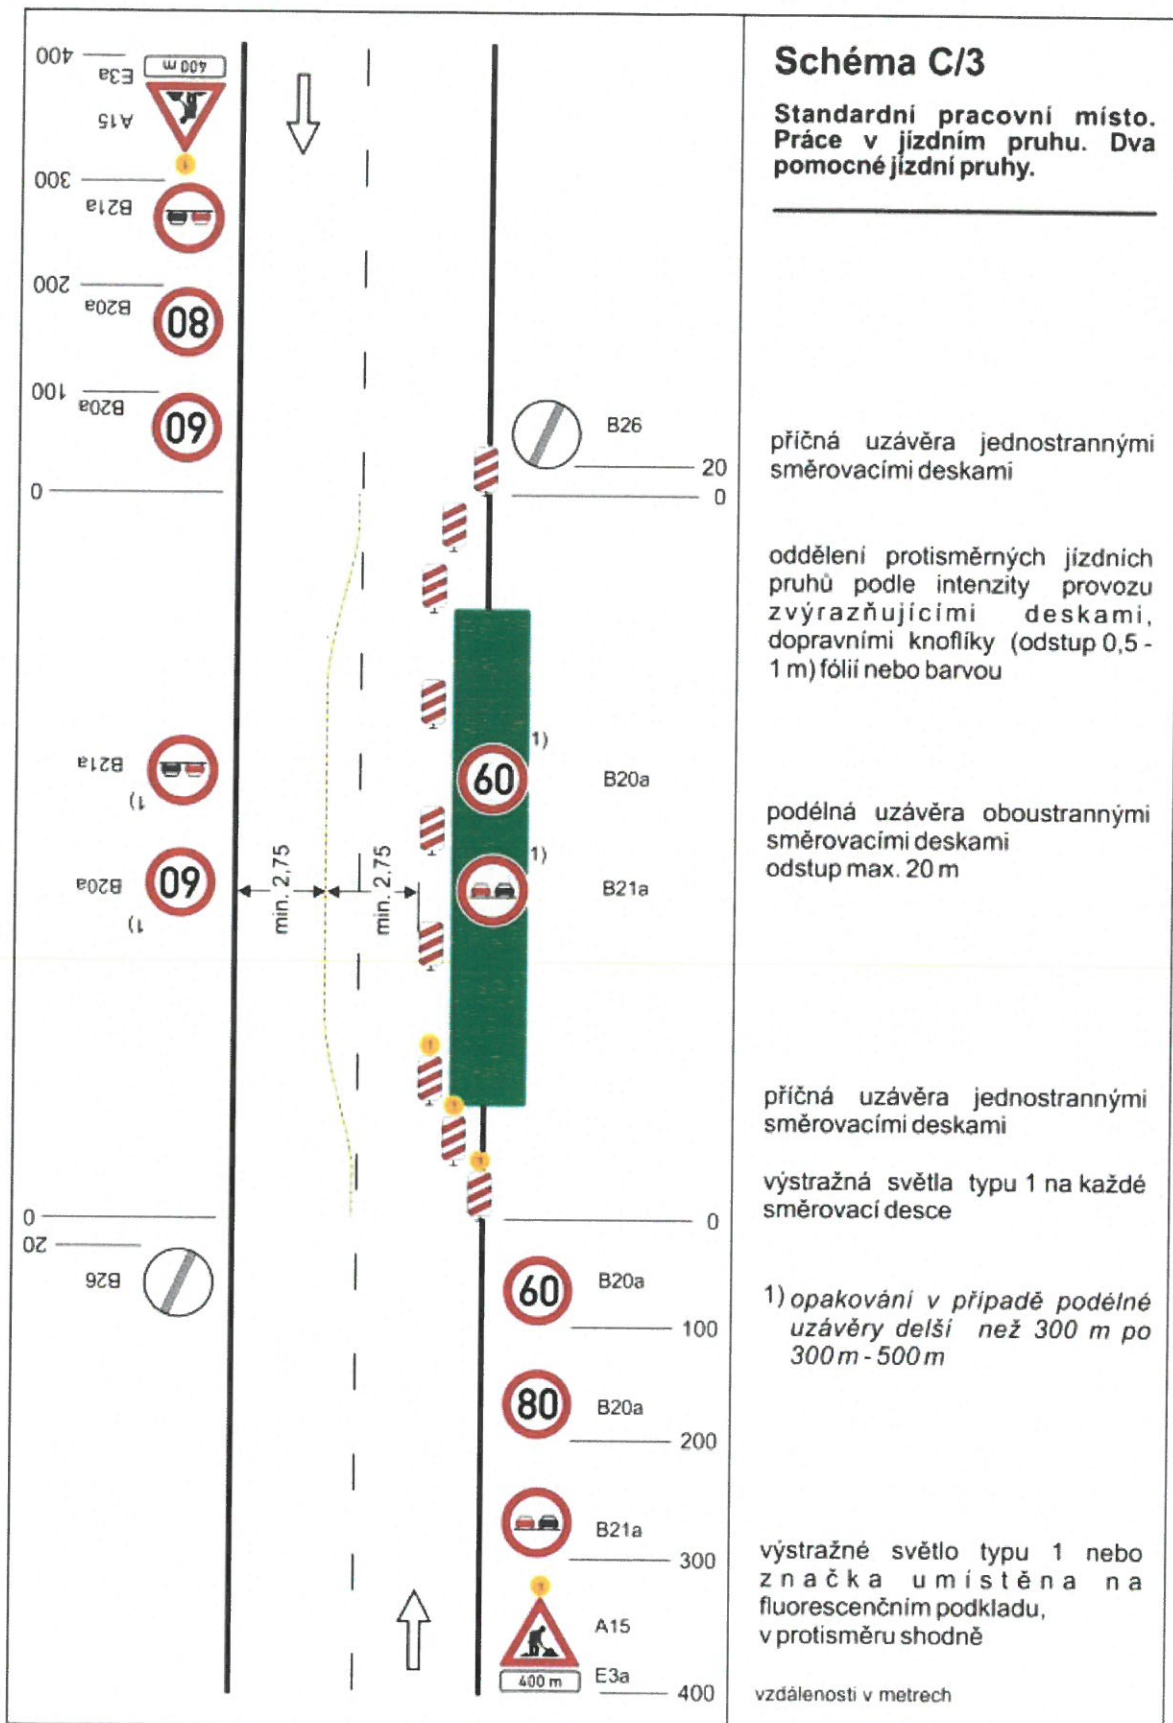 Schéma C/3
Standardní pracovní místo.
Práce v jízdním pruhu. Dva
pomocné jízdní pruhy.
400
400 m
E3a
A15
1
300
B21a
200
B20a
80
100
B20a
60
0
B26
20
0
příčná uzávěra jednostrannými
směrovacími deskami
oddělení protisměrných jízdních
pruhů podle intenzity provozu
zvýrazňujícími deskami,
dopravními knoflíky (odstup 0,5 -
1 m) fólií nebo barvou
B21a
1)
1)
60
B20a
podélná uzávěra oboustrannými
směrovacími deskami
odstup max. 20 m
B20a
60
1)
min. 2,75
min. 2,75
1)
B21a
1
1
1
příčná uzávěra jednostrannými
směrovacími deskami
výstražná světla typu 1 na každé
směrovací desce
0
0
20
B26
60
B20a
100
1) opakování v případě podélné
uzávěry delší než 300 m po
300 m - 500 m
80
B20a
200
B21a
300
1
A15
400 m
E3a
400
výstražné světlo typu 1 nebo
značka umístěna na
fluorescenčním podkladu,
v protisměru shodně
vzdálenosti v metrech